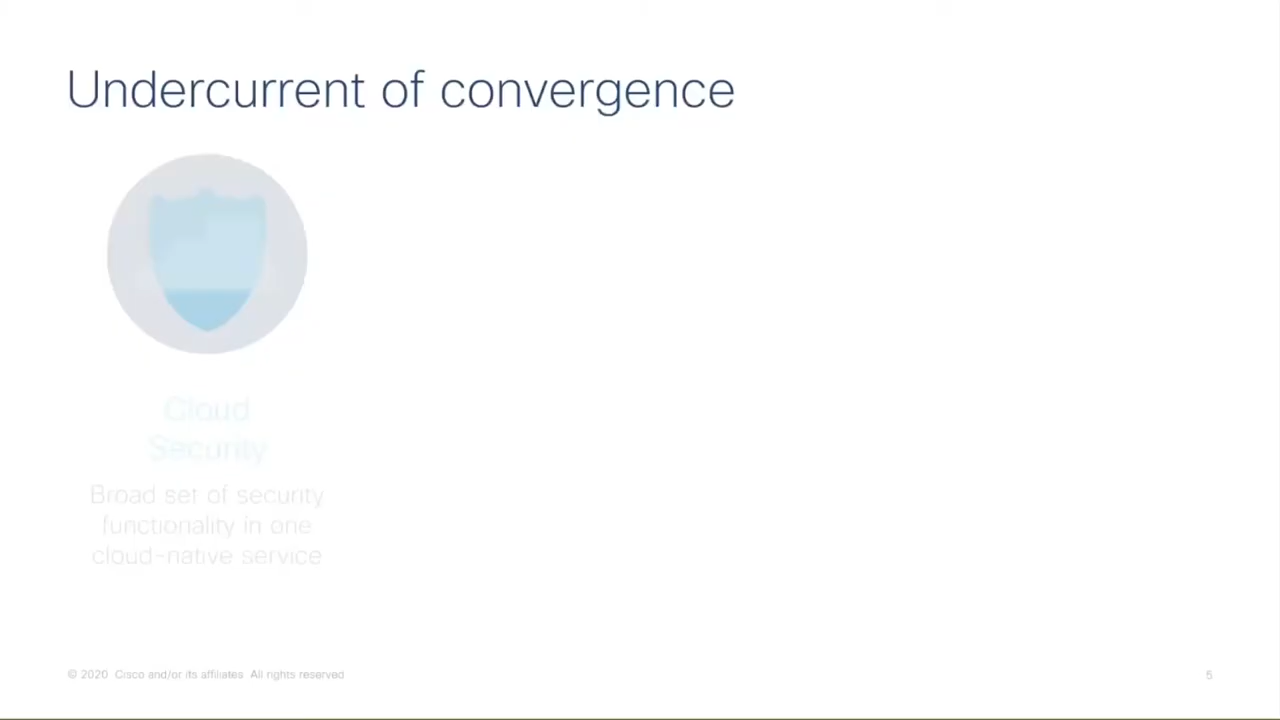 Undercurrent of convergence
Cloud
Security
Broad set of security
functionality in one
cloud-native service
© 2020 Cisco and/or its affiliates All rights reserved
5